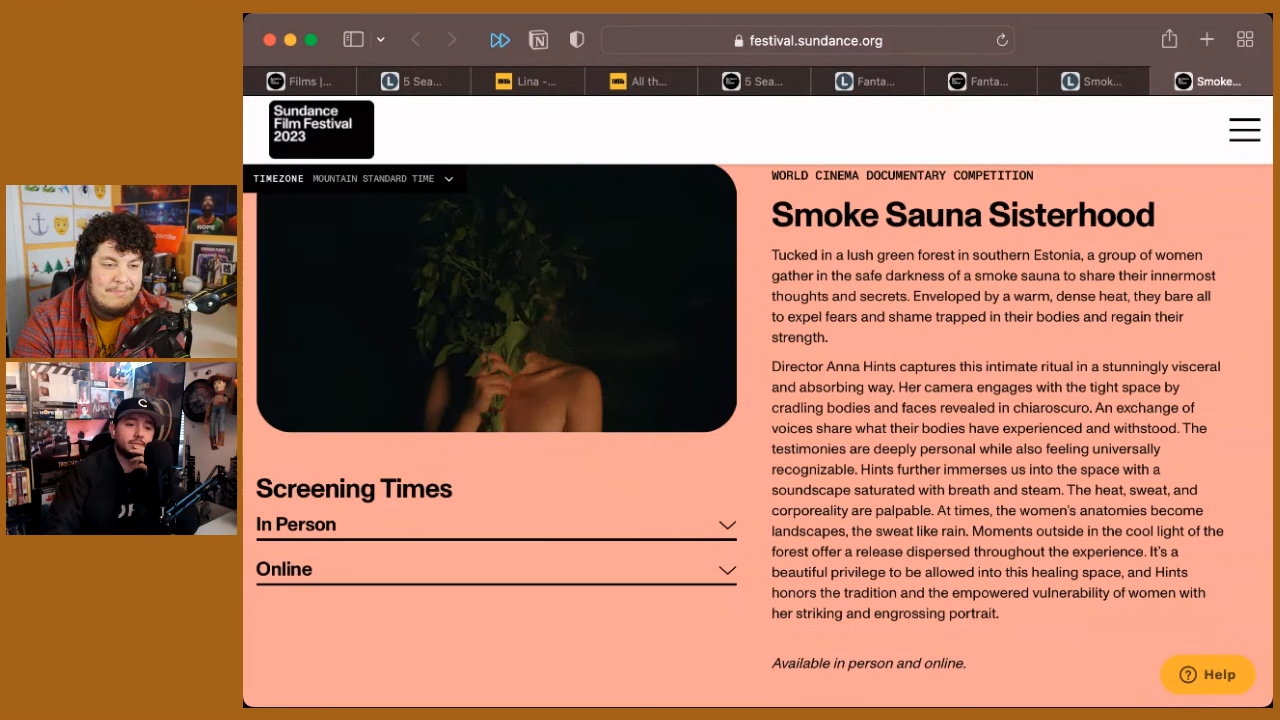 festival.sundance.org
Films |...
5 Sea...
Lina -...
All th...
5 Sea...
Fanta...
Fanta...
Smok...
Smoke...
Sundance
Film Festival
2023
TIMEZONE MOUNTAIN STANDARD TIME
WORLD CINEMA DOCUMENTARY COMPETITION
Smoke Sauna Sisterhood
Tucked in a lush green forest in southern Estonia, a group of women
gather in the safe darkness of a smoke sauna to share their innermost
thoughts and secrets. Enveloped by a warm, dense heat, they bare all
to expel fears and shame trapped in their bodies and regain their
strength.
Director Anna Hints captures this intimate ritual in a stunningly visceral
and absorbing way. Her camera engages with the tight space by
cradling bodies and faces revealed in chiaroscuro. An exchange of
voices share what their bodies have experienced and withstood. The
testimonies are deeply personal while also feeling universally
recognizable. Hints further immerses us into the space with a
soundscape saturated with breath and steam. The heat, sweat, and
corporeality are palpable. At times, the women's anatomies become
landscapes, the sweat like rain. Moments outside in the cool light of the
forest offer a release dispersed throughout the experience. It's a
beautiful privilege to be allowed into this healing space, and Hints
honors the tradition and the empowered vulnerability of women with
her striking and engrossing portrait.
Available in person and online.
Screening Times
In Person
Online
Help
NOPE